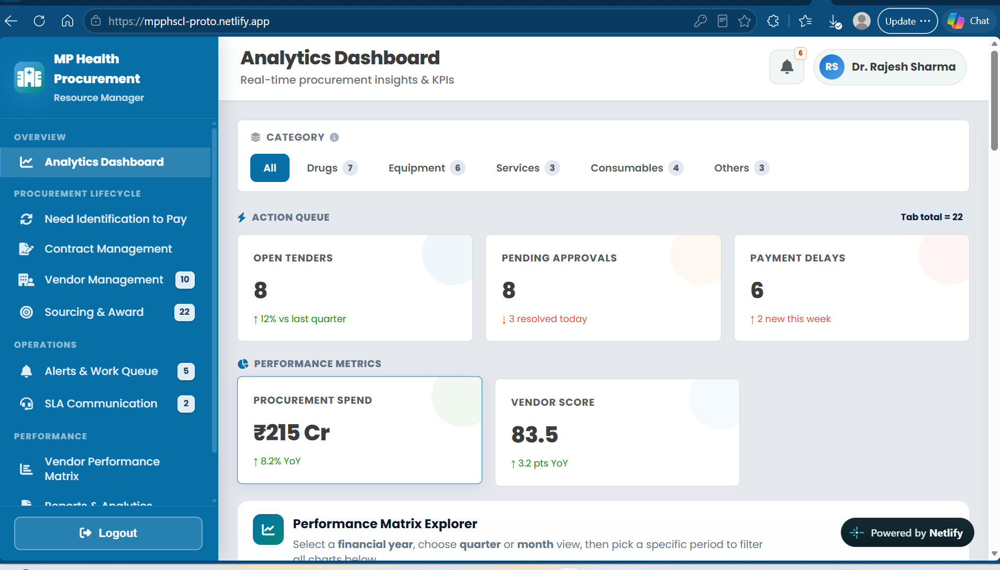 https://mpphscl-proto.netlify.app
Update
Chat
MP Health
Procurement
Resource Manager
OVERVIEW
Analytics Dashboard
PROCUREMENT LIFECYCLE
Need Identification to Pay
Contract Management
Vendor Management 10
Sourcing & Award 22
OPERATIONS
Alerts & Work Queue 5
SLA Communication 2
PERFORMANCE
Vendor Performance
Matrix
Reports & Analytics
Logout
Analytics Dashboard
Real-time procurement insights & KPIs
6
RS Dr. Rajesh Sharma
CATEGORY
All Drugs 7 Equipment 6 Services 3 Consumables 4 Others 3
ACTION QUEUE
Tab total = 22
OPEN TENDERS
8
↑ 12% vs last quarter
PENDING APPROVALS
8
↓ 3 resolved today
PAYMENT DELAYS
6
↑ 2 new this week
PERFORMANCE METRICS
PROCUREMENT SPEND
₹215 Cr
↑ 8.2% YoY
VENDOR SCORE
83.5
↑ 3.2 pts YoY
Performance Matrix Explorer
Select a financial year, choose quarter or month view, then pick a specific period to filter
all charts below
Powered by Netlify